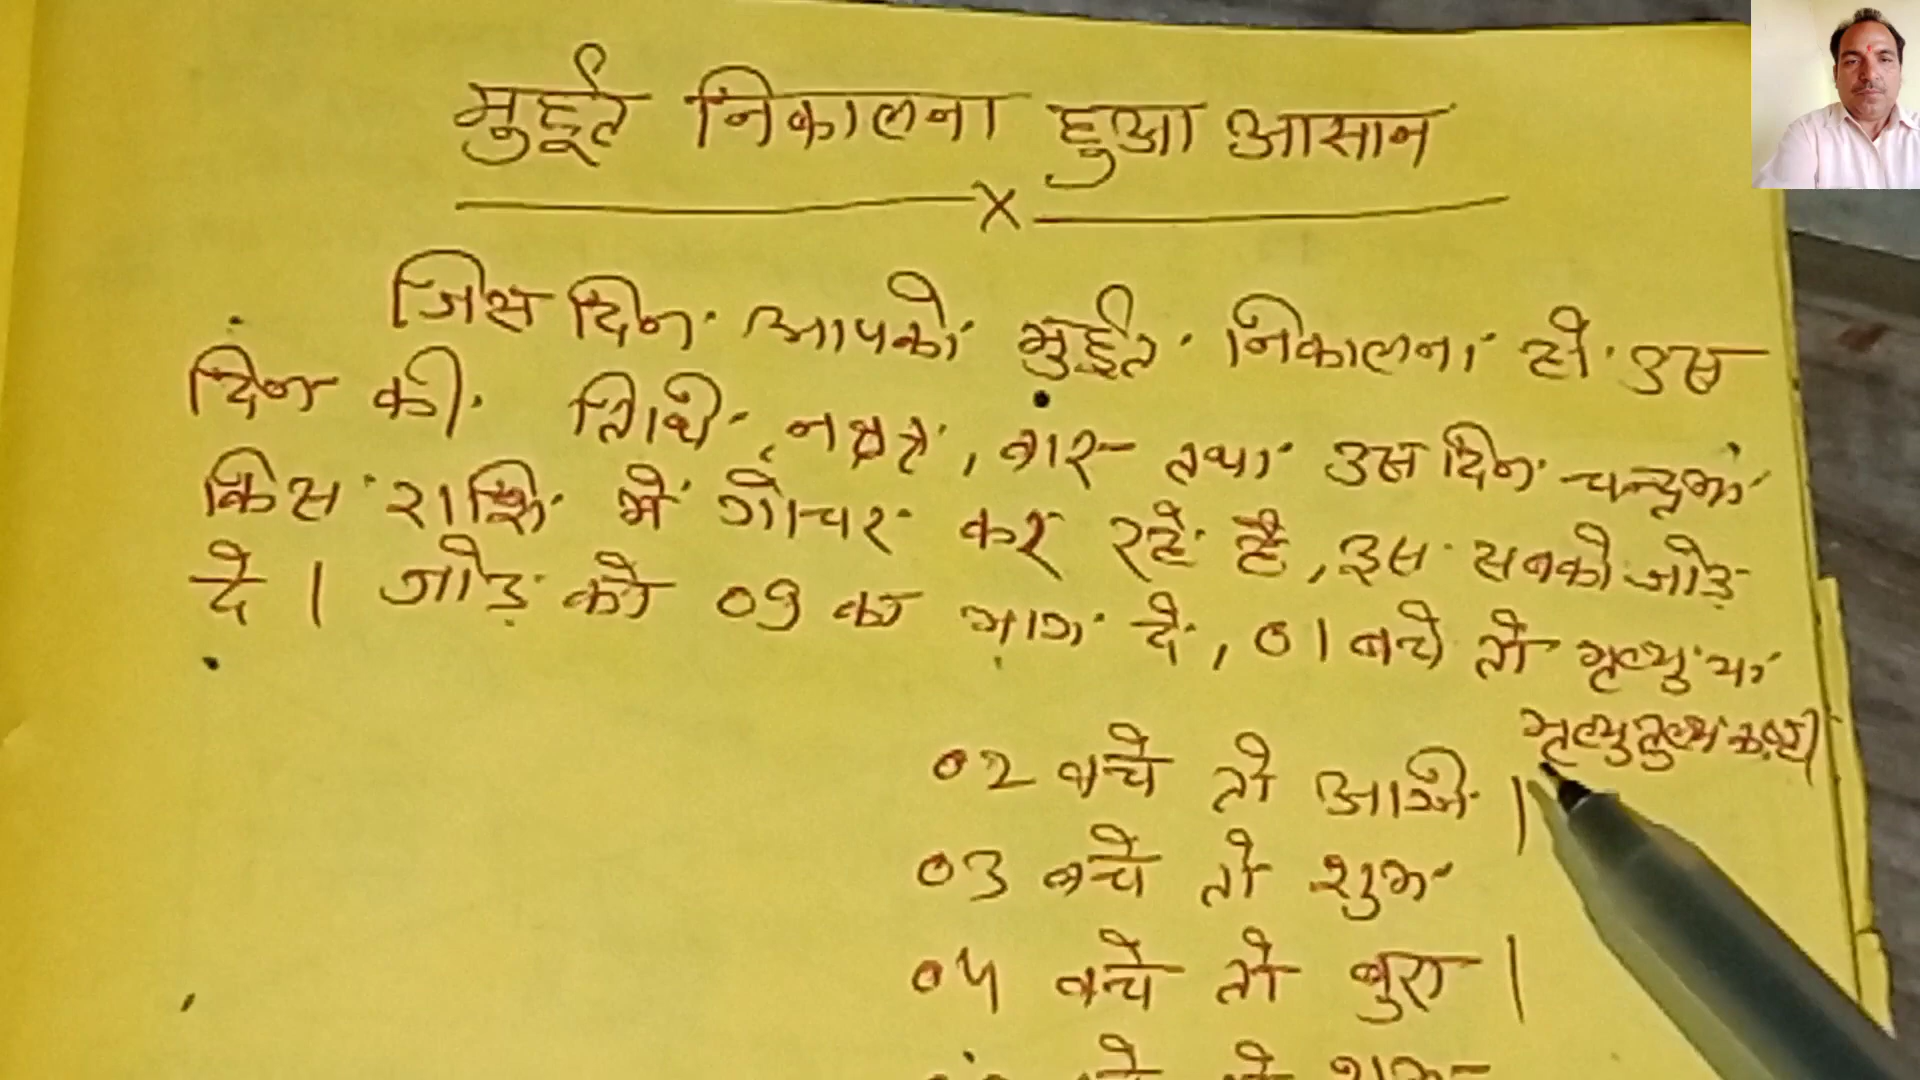 मुर्हूत निकालना हुआ आसान
x
जिस दिन आपको मुर्हूत निकालना हो उस
दिन की तिथि, नक्षत्र, वार तथा उस दिन चन्द्रमा
किस राशि में गोचर कर रहे है, इस सबको जोड़
दे । जोड़ को 09 का भाग दे, 01 बचे तो मृत्यु या
मृत्यु तुल्य कष्ट।
02 बचे तो अग्नि ।
03 बचे तो शुभ
04 बचे तो बुरा ।